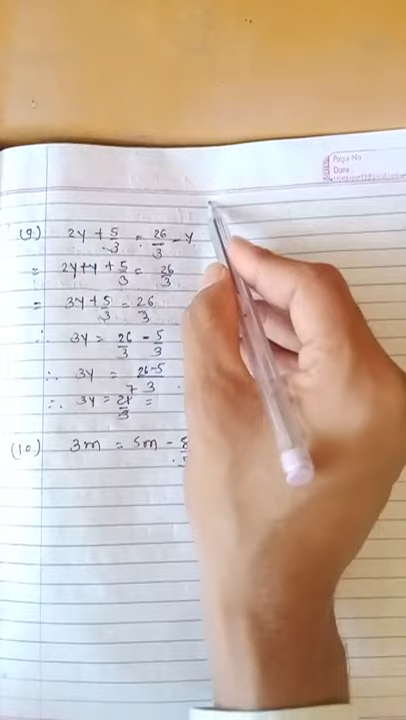 Page No
Date
(9) 2y + 5/3 = 26/3 - y
= 2y+y + 5/3 = 26/3
= 3y + 5/3 = 26/3
∴ 3y = 26/3 - 5/3
∴ 3y = 26-5/3
∴ 3y = 21/3 = 7
(10) 3m = 5m -